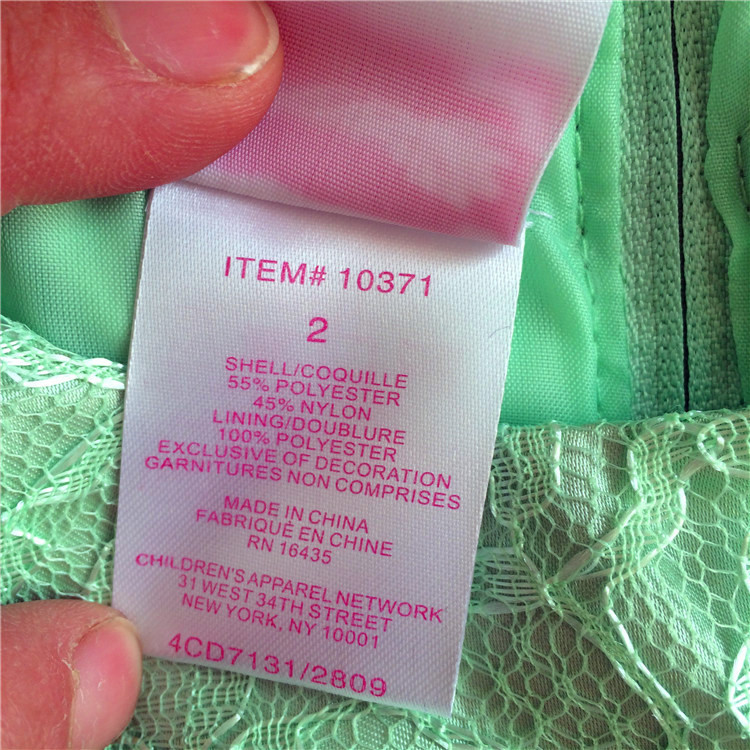 ITEM# 10371
2
SHELL/COQUILLE
55% POLYESTER
45% NYLON
LINING/DOUBLURE
100% POLYESTER
EXCLUSIVE OF DECORATION
GARNITURES NON COMPRISES
MADE IN CHINA
FABRIQUÉ EN CHINE
RN 16435
CHILDREN'S APPAREL NETWORK
31 WEST 34TH STREET
NEW YORK, NY 10001
4CD7131/2809